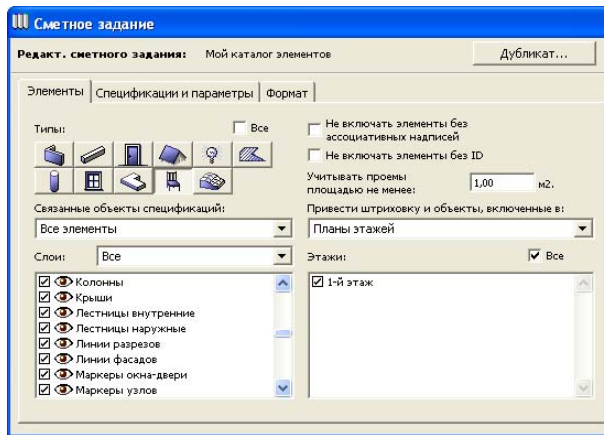 Сметное задание
Редакт. сметного задания: Мой каталог элементов Дубликат...
Элементы Спецификации и параметры Формат
Типы: Все
Не включать элементы без ассоциативных надписей
Не включать элементы без ID
Учитывать проемы площадью не менее: 1,00 м2.
Связанные объекты спецификаций:
Все элементы
Привести штриховку и объекты, включенные в:
Планы этажей
Слои: Все
Колонны
Крыши
Лестницы внутренние
Лестницы наружные
Линии разрезов
Линии фасадов
Маркеры окна-двери
Маркеры узлов
Этажи: Все
1-й этаж